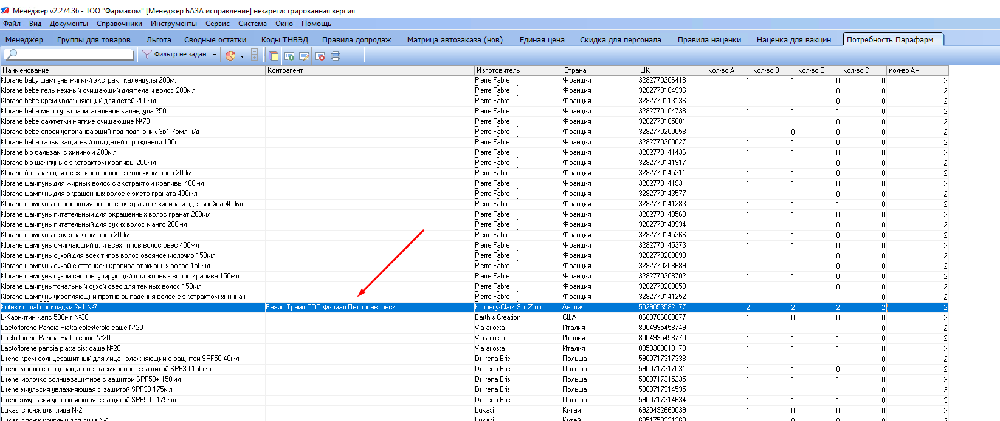 Менеджер v2.274.36 - ТОО "Фармаком" [Менеджер БАЗА исправление] незарегистрированная версия
Файл Вид Документы Справочники Инструменты Сервис Система Окно Помощь
Менеджер Группы для товаров Льгота Сводные остатки Коды ТНВЭД Правила допродаж Матрица автозаказа (нов) Единая цена Скидка для персонала Правила наценки Наценка для вакцин Потребность Парафарм
Фильтр не задан
Наименование Контрагент Изготовитель Страна ШК кол-во А кол-во В кол-во С кол-во D кол-во А+
Klorane baby шампунь мягкий экстракт календулы 200мл Pierre Fabre Франция 3282770206418 1 1 0 0 2
Klorane bebe гель нежный очищающий для тела и волос 200мл Pierre Fabre Франция 3282770104936 1 1 0 0 2
Klorane bebe крем увлажняющий для детей 200мл Pierre Fabre Франция 3282770113136 1 1 0 0 2
Klorane bebe мыло ультрапитательное календула 250г Pierre Fabre Франция 3282770104738 1 1 1 0 2
Klorane bebe салфетки мягкие очищающие №70 Pierre Fabre Франция 3282770105001 1 1 0 0 2
Klorane bebe спрей успокаивающий под подгузник 3в1 75мл н/д Pierre Fabre Франция 3282770200058 1 0 0 0 2
Klorane bebe тальк защитный для детей с рождения 100г Pierre Fabre Франция 3282770200027 1 1 0 0 2
Klorane bio бальзам с хинином 200мл Pierre Fabre Франция 3282770141436 1 1 0 0 2
Klorane bio шампунь с экстрактом крапивы 200мл Pierre Fabre Франция 3282770141917 1 1 0 0 2
Klorane бальзам для всех типов волос с молочком овса 200мл Pierre Fabre Франция 3282770145311 1 1 0 0 2
Klorane шампунь для жирных волос с экстрактом крапивы 400мл Pierre Fabre Франция 3282770141931 1 1 0 0 2
Klorane шампунь для окрашенных волос с экстр граната 400мл Pierre Fabre Франция 3282770143577 1 1 0 0 2
Klorane шампунь от выпадния волос с экстрактом хинина и эдельвейса 400мл Pierre Fabre Франция 3282770141283 1 1 1 0 2
Klorane шампунь питательный для окрашенных волос гранат 200мл Pierre Fabre Франция 3282770143560 1 1 0 0 2
Klorane шампунь питательный для сухих волос манго 200мл Pierre Fabre Франция 3282770140934 1 1 0 0 2
Klorane шампунь с экстрактом овса 200мл Pierre Fabre Франция 3282770145366 1 1 0 0 2
Klorane шампунь смягчающий для всех типов волос овес 400мл Pierre Fabre Франция 3282770145373 1 1 0 0 2
Klorane шампунь сухой для всех типов волос овсяное молочко 150мл Pierre Fabre Франция 3282770200898 1 1 0 0 2
Klorane шампунь сухой с оттенком крапива от жирных волос 150мл Pierre Fabre Франция 3282770208689 1 1 0 0 2
Klorane шампунь сухой себорегулирующий для жирных волос крапива 150мл Pierre Fabre Франция 3282770208702 1 1 0 0 2
Klorane шампунь тональный сухой овес для темных волос 150мл Pierre Fabre Франция 3282770200850 1 1 0 0 2
Klorane шампунь укрепляющий против выпадения волос с экстрактом хинина и Pierre Fabre Франция 3282770141252 1 1 1 0 2
Kotex normal прокладки 2в1 №7 Базис Трейд ТОО филиал Петропавловск Kimberly-Clark Sp. Z o.o. Англия 5029053582177 2 2 2 2 2
L-Карнитин капс 500мг №30 Earth`s Creation США 0608786009677 1 0 0 0 2
Lactoflorene Pancia Piatta colesterolo саше №20 Via ariosta Италия 8004995458749 1 1 1 0 2
Lactoflorene Pancia Piatta саше №20 Via ariosta Италия 8004995458770 1 1 1 0 2
Lactoflorene pancia piatta cist саше №20 Via ariosta Италия 8058363613179 1 1 1 0 2
Lirene крем солнцезащитный для лица увлажняющий с защитой SPF50 40мл Dr Irena Eris Польша 5900717317338 1 1 1 0 2
Lirene масло солнцезащитное жасминовое с защитой SPF30 150мл Dr Irena Eris Польша 5900717317031 1 1 0 0 2
Lirene молочко солнцезащитное с защитой SPF50+ 150мл Dr Irena Eris Польша 5900717315235 1 1 1 0 3
Lirene эмульсия увлажняющая с защитой SPF30 175мл Dr Irena Eris Польша 5900717314535 1 1 1 0 3
Lirene эмульсия увлажняющая с защитой SPF50+ 175мл Dr Irena Eris Польша 5900717314634 1 1 1 0 3
Lukasi спонж для лица №2 Lukasi Китай 6920492660039 1 0 0 0 2
Lukasi спонж круглый для лица №1 Lukasi Китай 6951758331363 1 0 0 0 2